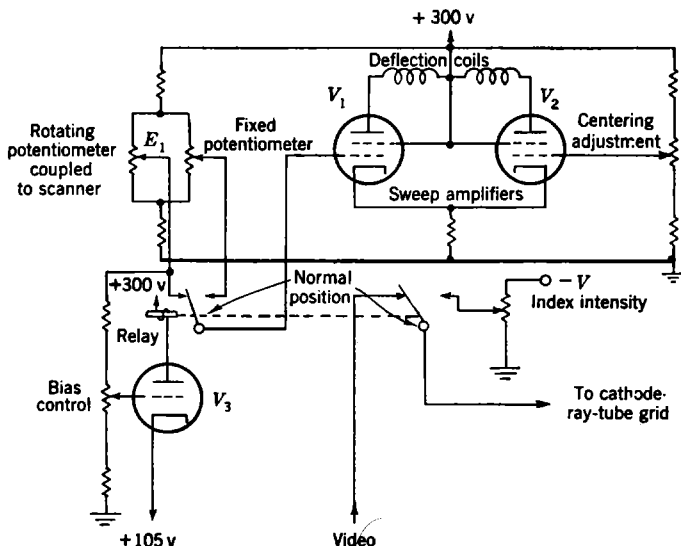 + 300 v
Deflection coils
V1
V2
Rotating
potentiometer
coupled
to scanner
E1
Fixed
potentiometer
Centering
adjustment
Sweep amplifiers
+300 v
Normal
position
− V
Index intensity
Relay
Bias
control
V3
To cathode-
ray-tube grid
+105 v
Video